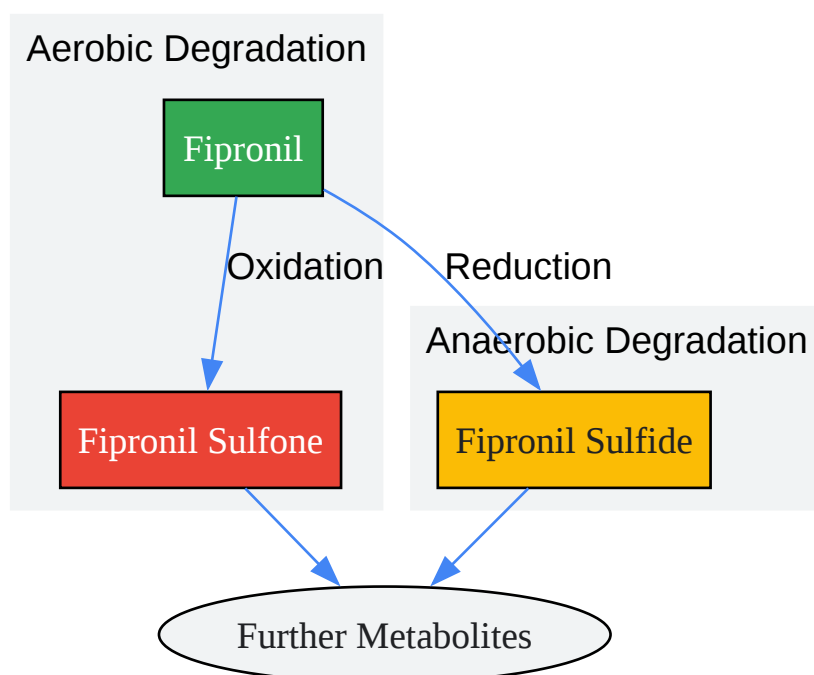 Aerobic Degradation
Fipronil
Oxidation
Reduction
Anaerobic Degradation
Fipronil Sulfone
Fipronil Sulfide
Further Metabolites